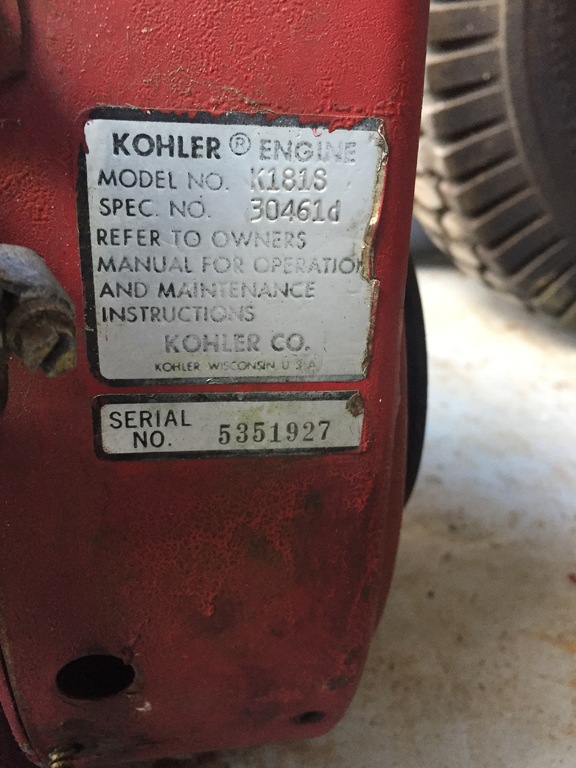 KOHLER ® ENGINE
MODEL NO. K181S
SPEC. NO. 30461d
REFER TO OWNERS
MANUAL FOR OPERATION
AND MAINTENANCE
INSTRUCTIONS
KOHLER CO.
KOHLER WISCONSIN U.S.A.
SERIAL
NO. 5351927